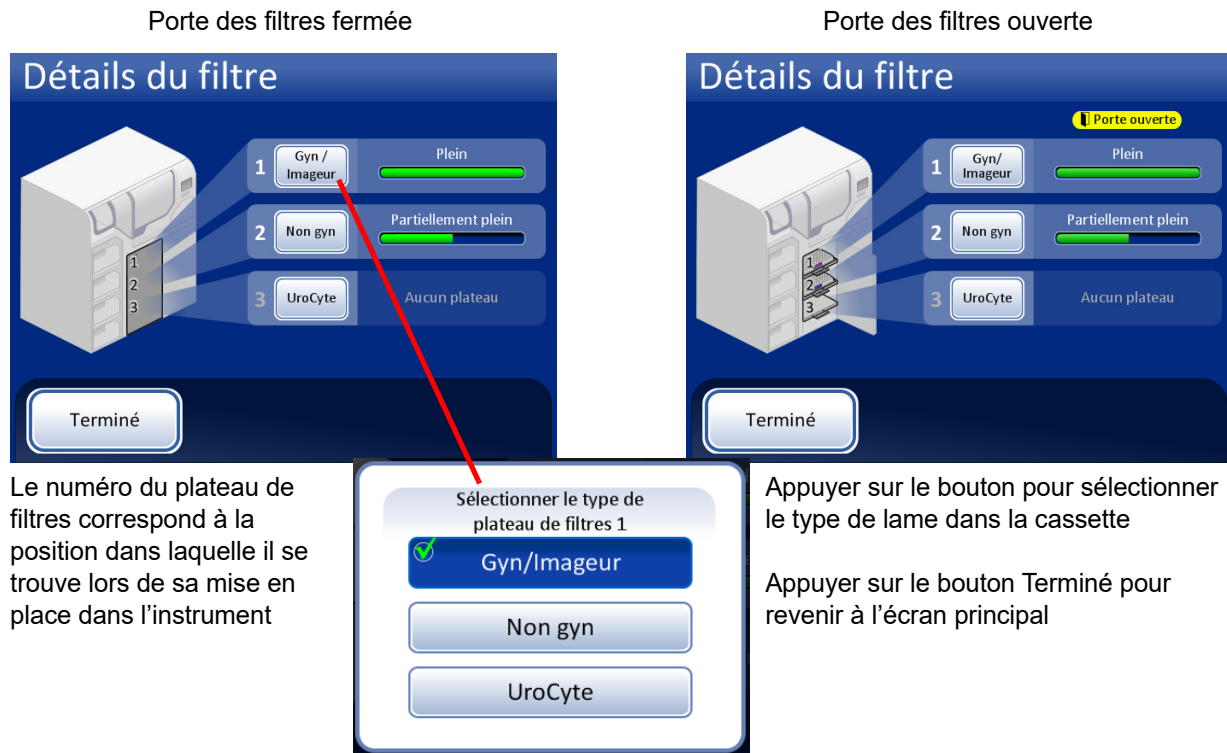 Porte des filtres fermée
Porte des filtres ouverte
Détails du filtre
1
Gyn /
Imageur
Plein
2
Non gyn
Partiellement plein
3
UroCyte
Aucun plateau
1
2
3
Terminé
Détails du filtre
Porte ouverte
1
Gyn/
Imageur
Plein
2
Non gyn
Partiellement plein
3
UroCyte
Aucun plateau
1
2
3
Terminé
Le numéro du plateau de
filtres correspond à la
position dans laquelle il se
trouve lors de sa mise en
place dans l’instrument
Sélectionner le type de
plateau de filtres 1
Gyn/Imageur
Non gyn
UroCyte
Appuyer sur le bouton pour sélectionner
le type de lame dans la cassette
Appuyer sur le bouton Terminé pour
revenir à l’écran principal